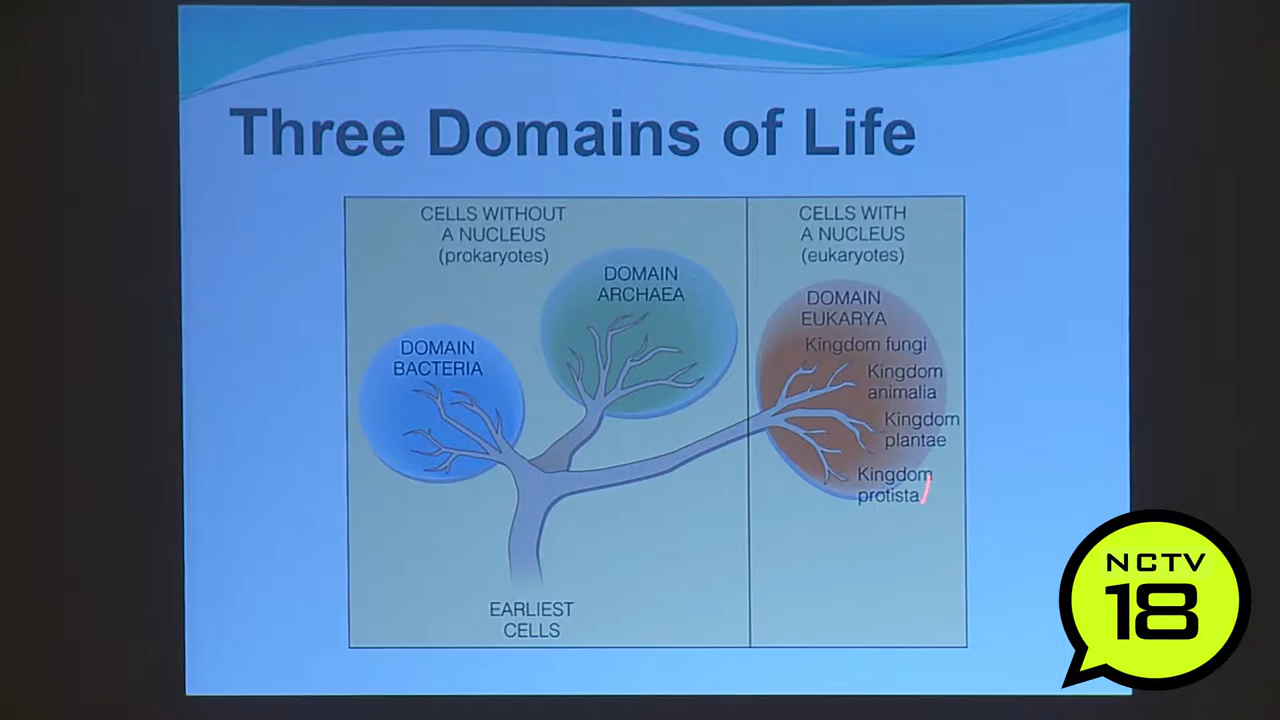 Three Domains of Life
CELLS WITHOUT
A NUCLEUS
(prokaryotes)
CELLS WITH
A NUCLEUS
(eukaryotes)
DOMAIN
ARCHAEA
DOMAIN
BACTERIA
DOMAIN
EUKARYA
Kingdom fungi
Kingdom
animalia
Kingdom
plantae
Kingdom
protista
EARLIEST
CELLS
NCTV
18